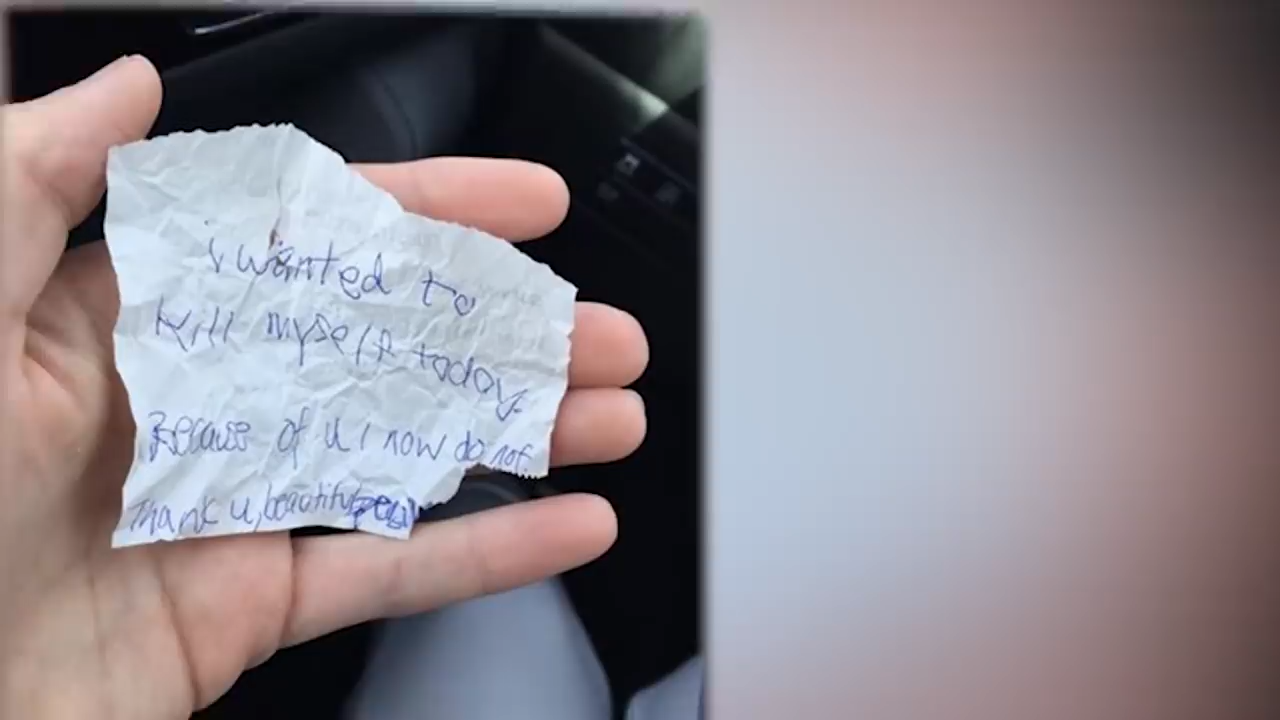 i wanted to
kill myself today.
Because of u i now do not.
Thank u, beautiful